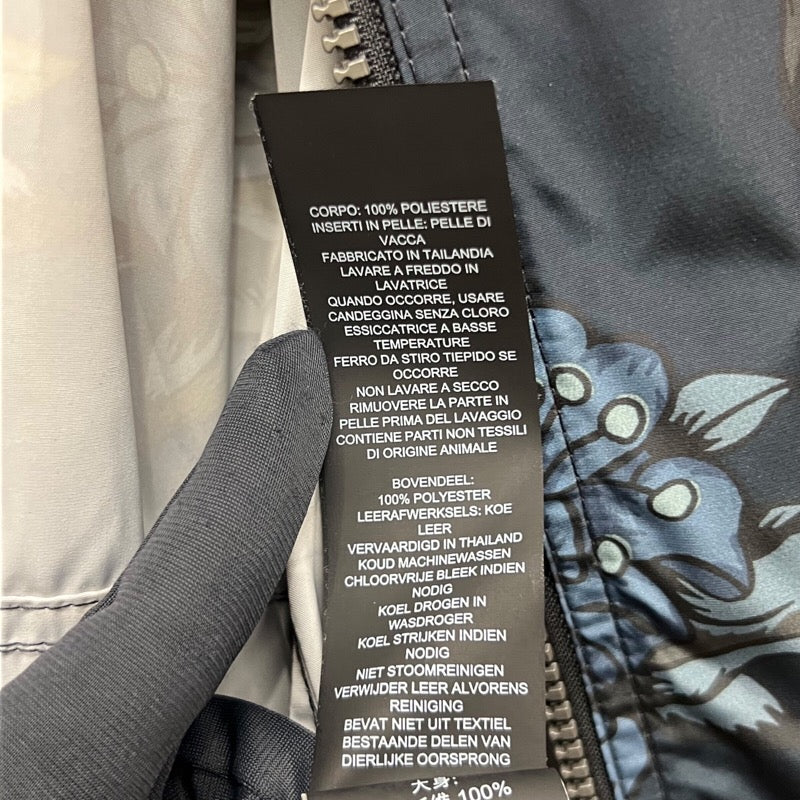 CORPO: 100% POLIESTERE
INSERTI IN PELLE: PELLE DI
VACCA
FABBRICATO IN TAILANDIA
LAVARE A FREDDO IN
LAVATRICE
QUANDO OCCORRE, USARE
CANDEGGINA SENZA CLORO
ESSICCATRICE A BASSE
TEMPERATURE
FERRO DA STIRO TIEPIDO SE
OCCORRE
NON LAVARE A SECCO
RIMUOVERE LA PARTE IN
PELLE PRIMA DEL LAVAGGIO
CONTIENE PARTI NON TESSILI
DI ORIGINE ANIMALE
BOVENDEEL:
100% POLYESTER
LEERAFWERKSELS: KOE
LEER
VERVAARDIGD IN THAILAND
KOUD MACHINEWASSEN
CHLOORVRIJE BLEEK INDIEN
NODIG
KOEL DROGEN IN
WASDROGER
KOEL STRIJKEN INDIEN
NODIG
NIET STOOMREINIGEN
VERWIJDER LEER ALVORENS
REINIGING
BEVAT NIET UIT TEXTIEL
BESTAANDE DELEN VAN
DIERLIJKE OORSPRONG
大身:
100%